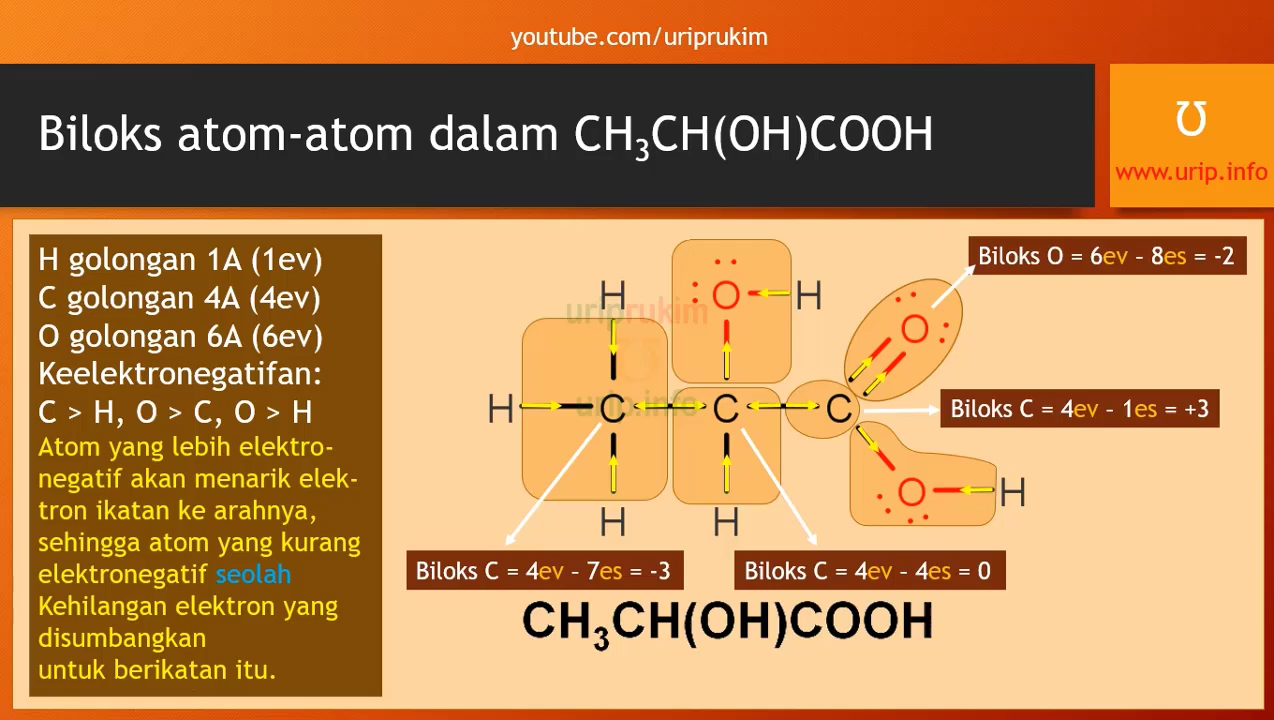 youtube.com/uriprukim
Biloks atom-atom dalam CH₃CH(OH)COOH
Ʊ
www.urip.info
H golongan 1A (1ev)
C golongan 4A (4ev)
O golongan 6A (6ev)
Keelektronegatifan:
C > H, O > C, O > H
Atom yang lebih elektro-
negatif akan menarik elek-
tron ikatan ke arahnya,
sehingga atom yang kurang
elektronegatif seolah
Kehilangan elektron yang
disumbangkan
untuk berikatan itu.
Biloks O = 6ev – 8es = -2
H O H
uriprukim
O
H C C C
urip.info
Biloks C = 4ev – 1es = +3
O H
H H
Biloks C = 4ev – 7es = -3
Biloks C = 4ev – 4es = 0
CH₃CH(OH)COOH